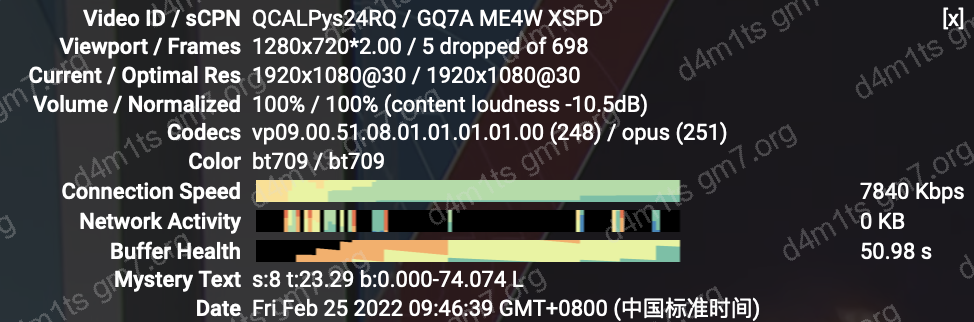 Video ID / sCPN QCALPys24RQ / GQ7A ME4W XSPD [x]
Viewport / Frames 1280x720*2.00 / 5 dropped of 698
Current / Optimal Res 1920x1080@30 / 1920x1080@30
Volume / Normalized 100% / 100% (content loudness -10.5dB)
Codecs vp09.00.51.08.01.01.01.01.00 (248) / opus (251)
Color bt709 / bt709
Connection Speed 7840 Kbps
Network Activity 0 KB
Buffer Health 50.98 s
Mystery Text s:8 t:23.29 b:0.000-74.074 L
Date Fri Feb 25 2022 09:46:39 GMT+0800 (中国标准时间)
d4m1ts gm7.org